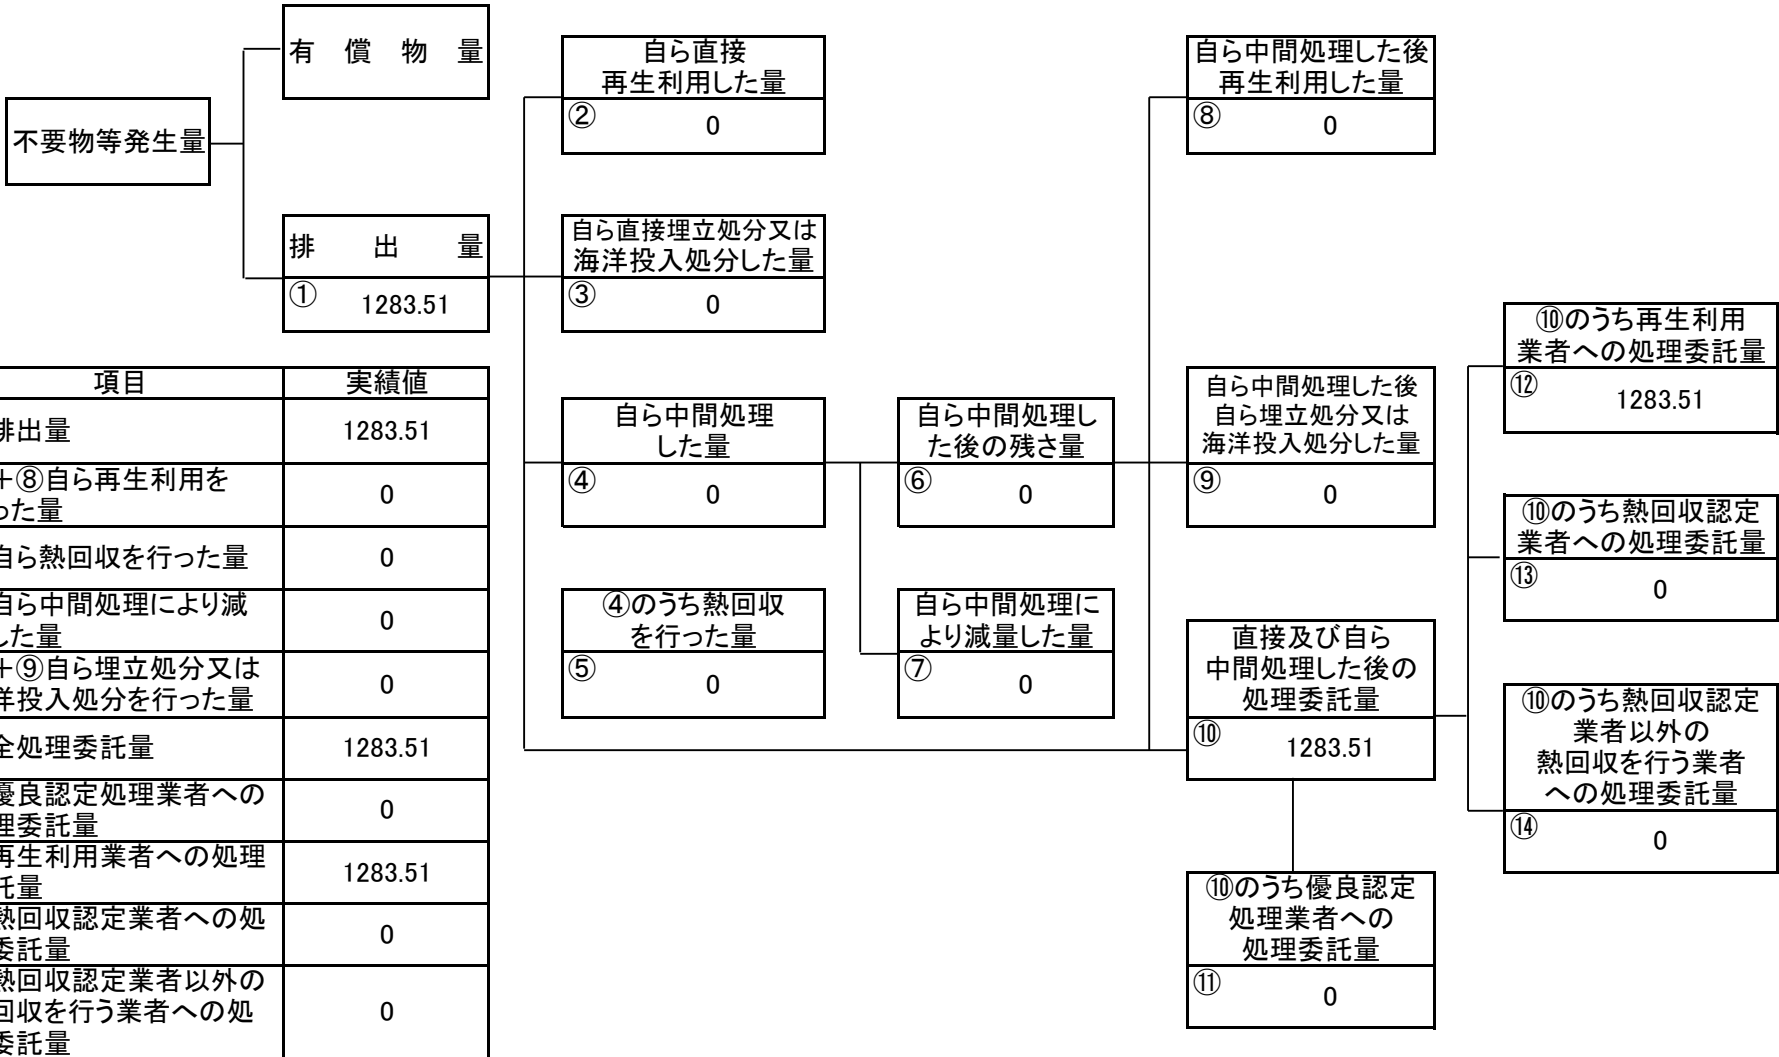 有償物量
不要物等発生量
排出量
① 1283.51
自ら直接
再生利用した量
② 0
自ら直接埋立処分又は
海洋投入処分した量
③ 0
自ら中間処理
した量
④ 0
④のうち熱回収
を行った量
⑤ 0
自ら中間処理し
た後の残さ量
⑥ 0
自ら中間処理に
より減量した量
⑦ 0
自ら中間処理した後
再生利用した量
⑧ 0
自ら中間処理した後
自ら埋立処分又は
海洋投入処分した量
⑨ 0
直接及び自ら
中間処理した後の
処理委託量
⑩ 1283.51
⑩のうち優良認定
処理業者への
処理委託量
⑪ 0
⑩のうち再生利用
業者への処理委託量
⑫ 1283.51
⑩のうち熱回収認定
業者への処理委託量
⑬ 0
⑩のうち熱回収認定
業者以外の
熱回収を行う業者
への処理委託量
⑭ 0
項目 実績値
排出量 1283.51
+⑧自ら再生利用を
った量 0
自ら熱回収を行った量 0
自ら中間処理により減
した量 0
+⑨自ら埋立処分又は
洋投入処分を行った量 0
全処理委託量 1283.51
優良認定処理業者への
理委託量 0
再生利用業者への処理
託量 1283.51
熱回収認定業者への処
委託量 0
熱回収認定業者以外の
回収を行う業者への処
委託量 0